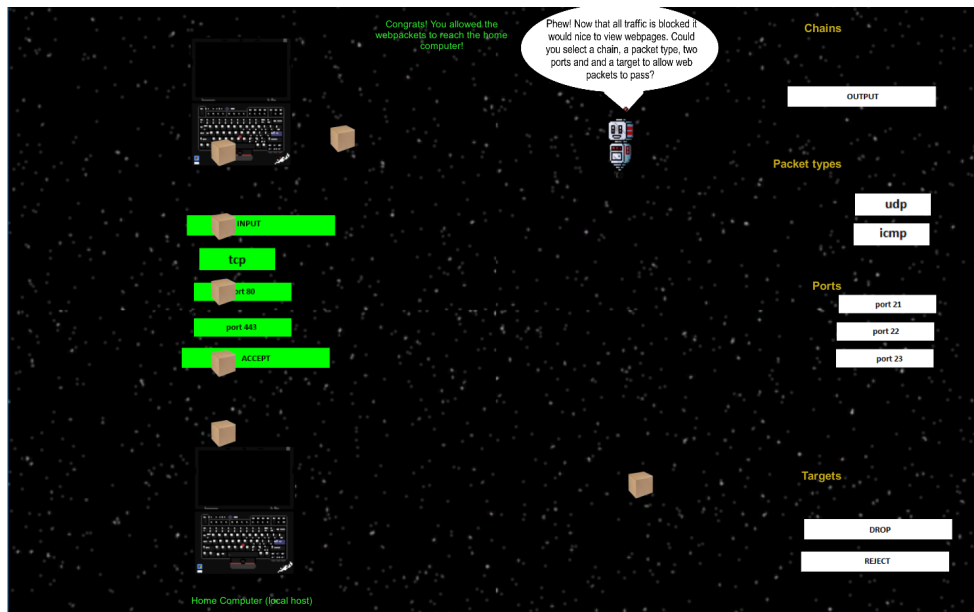 Congrats! You allowed the
webpackets to reach the home
computer!
Phew! Now that all traffic is blocked it
would nice to view webpages. Could
you select a chain, a packet type, two
ports and and a target to allow web
packets to pass?
Chains
OUTPUT
Packet types
udp
icmp
Ports
port 21
port 22
port 23
Targets
DROP
REJECT
INPUT
tcp
ort 80
port 443
ACCEPT
Home Computer (local host)